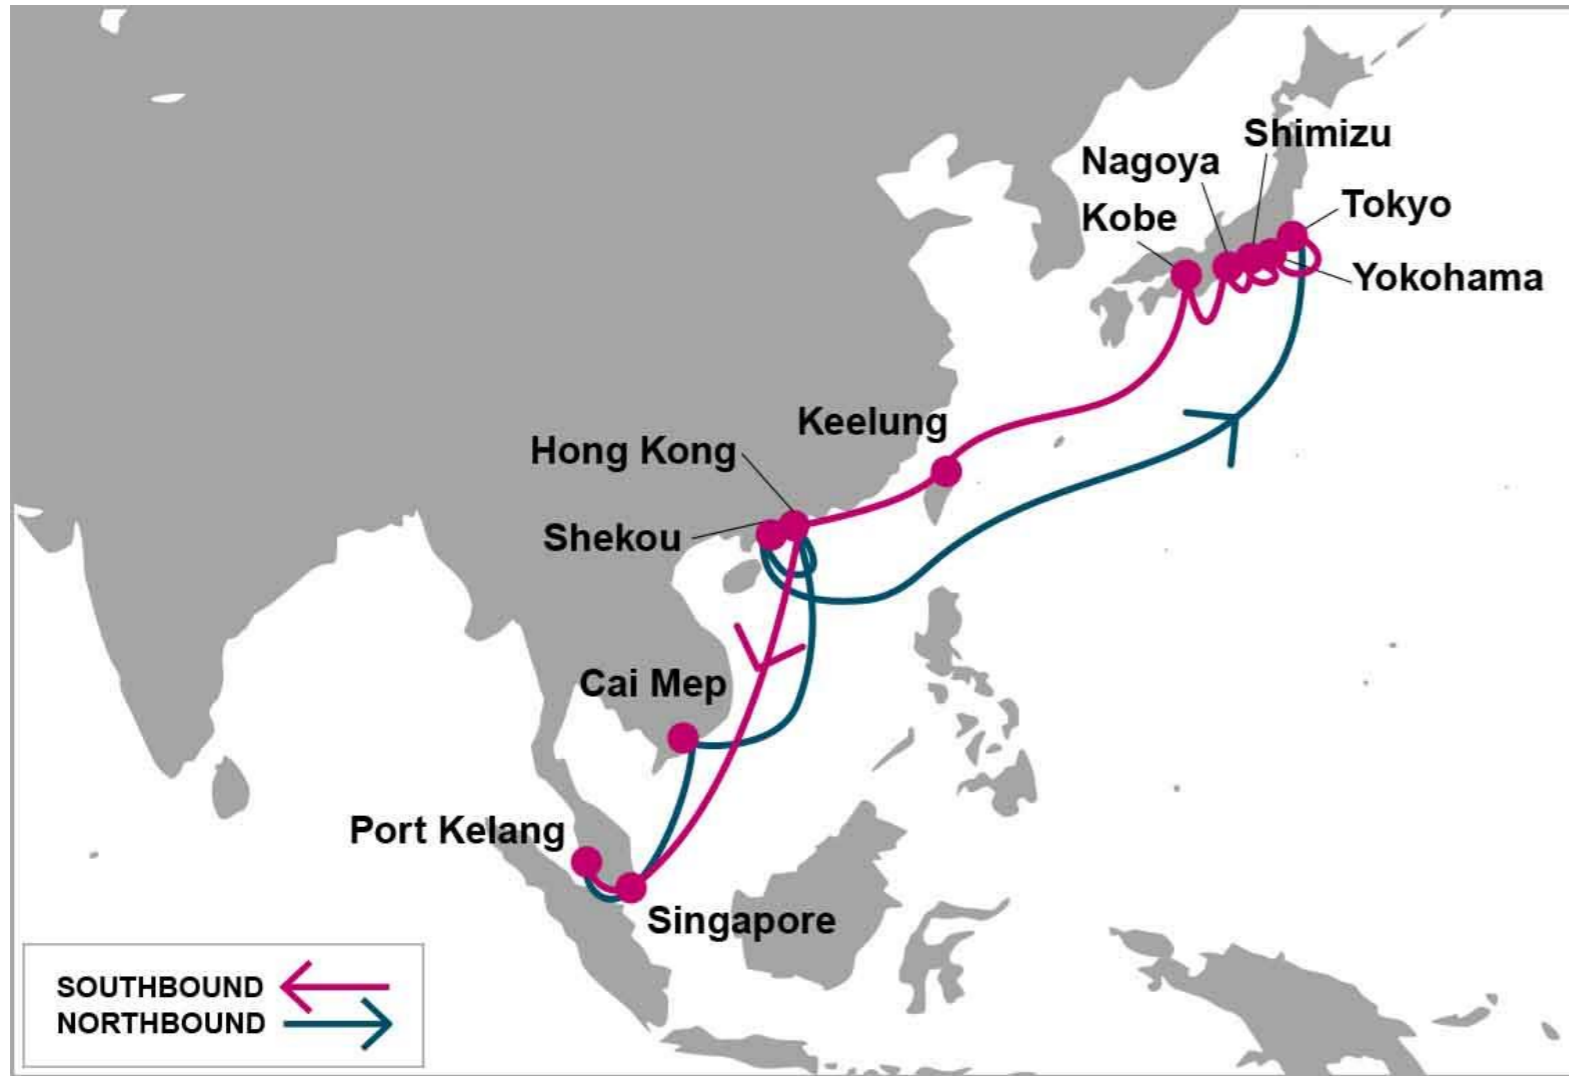 Shimizu
Nagoya
Tokyo
Kobe
Yokohama
Keelung
Hong Kong
Shekou
Cai Mep
Port Kelang
Singapore
SOUTHBOUND
NORTHBOUND